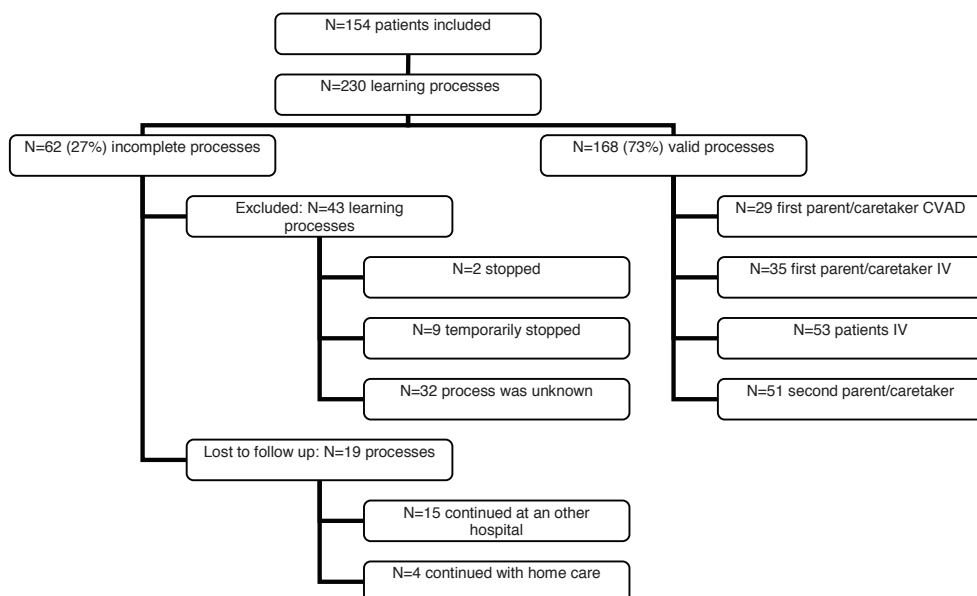 N=154 patients included
N=230 learning processes
N=62 (27%) incomplete processes
N=168 (73%) valid processes
Excluded: N=43 learning
processes
N=29 first parent/caretaker CVAD
N=2 stopped
N=35 first parent/caretaker IV
N=9 temporarily stopped
N=53 patients IV
N=32 process was unknown
N=51 second parent/caretaker
Lost to follow up: N=19 processes
N=15 continued at an other
hospital
N=4 continued with home care